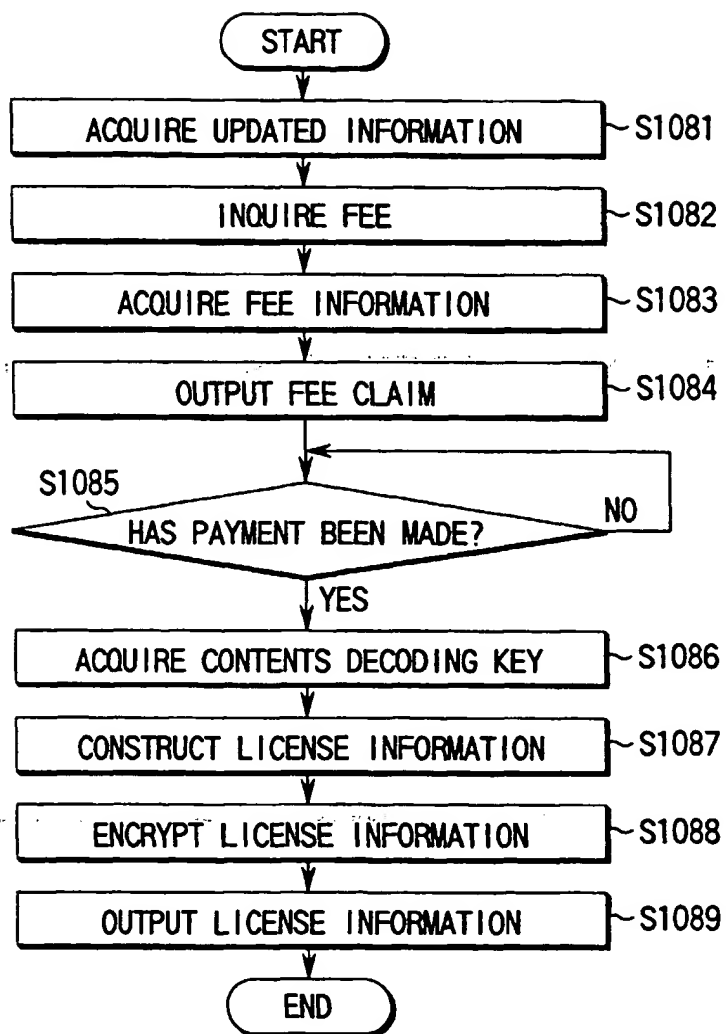 START
ACQUIRE UPDATED INFORMATION
S1081
INQUIRE FEE
S1082
ACQUIRE FEE INFORMATION
S1083
OUTPUT FEE CLAIM
S1084
S1085
HAS PAYMENT BEEN MADE?
NO
YES
ACQUIRE CONTENTS DECODING KEY
S1086
CONSTRUCT LICENSE INFORMATION
S1087
ENCRYPT LICENSE INFORMATION
S1088
OUTPUT LICENSE INFORMATION
S1089
END